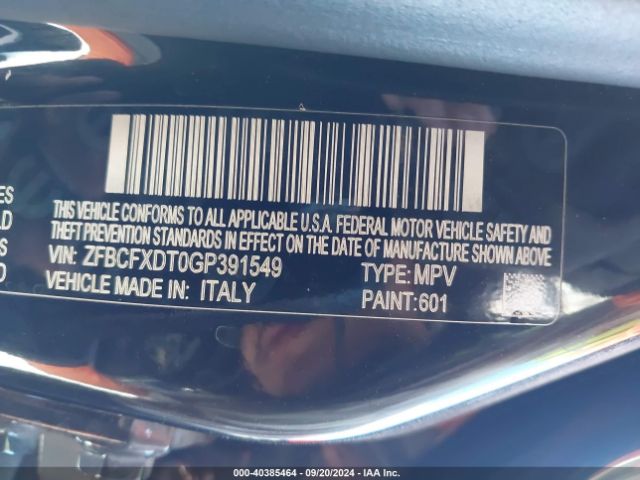 ES
LD
S
D
THIS VEHICLE CONFORMS TO ALL APPLICABLE U.S.A. FEDERAL MOTOR VEHICLE SAFETY AND
THEFT PREVENTION STANDARDS IN EFFECT ON THE DATE OF MANUFACTURE SHOWN ABOVE
VIN: ZFBCFXDT0GP391549 TYPE: MPV
VEHICLE MADE IN: ITALY PAINT:601
000-40385464 - 09/20/2024 - IAA Inc.